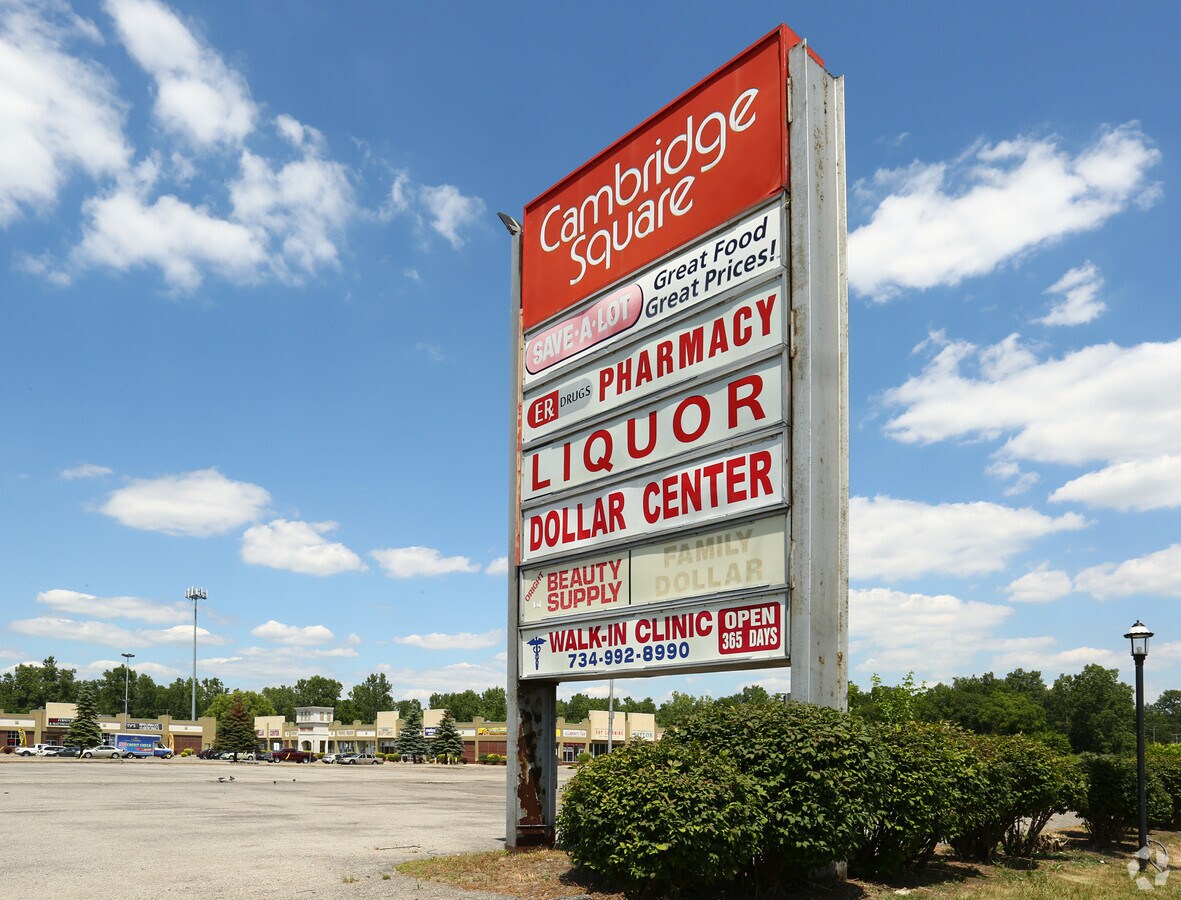 Cambridge
Square
SAVE·A·LOT
Great Food
Great Prices!
ERx DRUGS PHARMACY
LIQUOR
DOLLAR CENTER
BEAUTY
SUPPLY
FAMILY
DOLLAR
WALK-IN CLINIC
734-992-8990
OPEN
365 DAYS